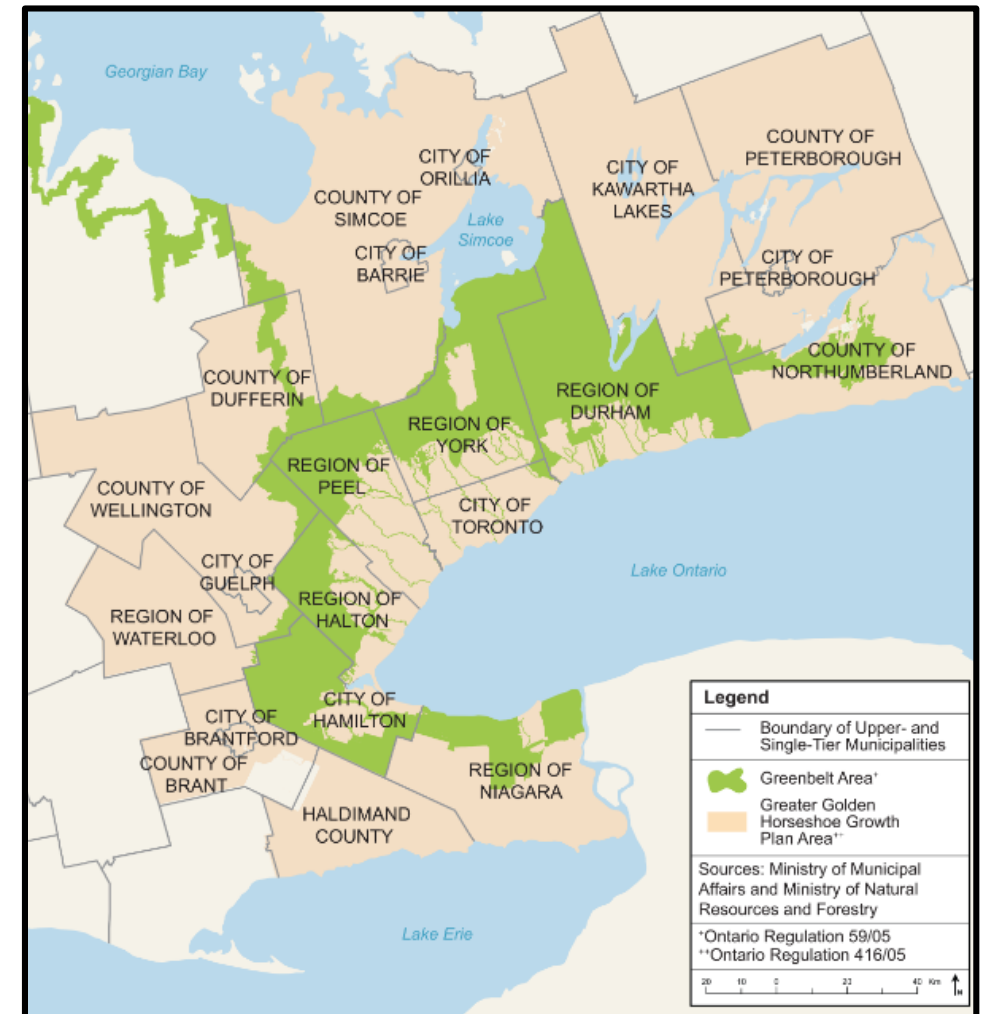 Georgian Bay
COUNTY OF
PETERBOROUGH
CITY OF
ORILLIA
CITY OF
KAWARTHA
LAKES
COUNTY OF
SIMCOE
Lake
Simcoe
CITY OF
BARRIE
CITY OF
PETERBOROUGH
COUNTY OF
NORTHUMBERLAND
COUNTY OF
DUFFERIN
REGION OF
DURHAM
REGION OF
YORK
REGION OF
PEEL
COUNTY OF
WELLINGTON
CITY OF
TORONTO
CITY OF
GUELPH
Lake Ontario
REGION OF
HALTON
REGION OF
WATERLOO
CITY OF
HAMILTON
CITY OF
BRANTFORD
COUNTY OF
BRANT
REGION OF
NIAGARA
HALDIMAND
COUNTY
Lake Erie
Legend
Boundary of Upper- and
Single-Tier Municipalities
Greenbelt Area⁺
Greater Golden
Horseshoe Growth
Plan Area⁺⁺
Sources: Ministry of Municipal
Affairs and Ministry of Natural
Resources and Forestry
⁺Ontario Regulation 59/05
⁺⁺Ontario Regulation 416/05
20 10 0 20 40 Km N